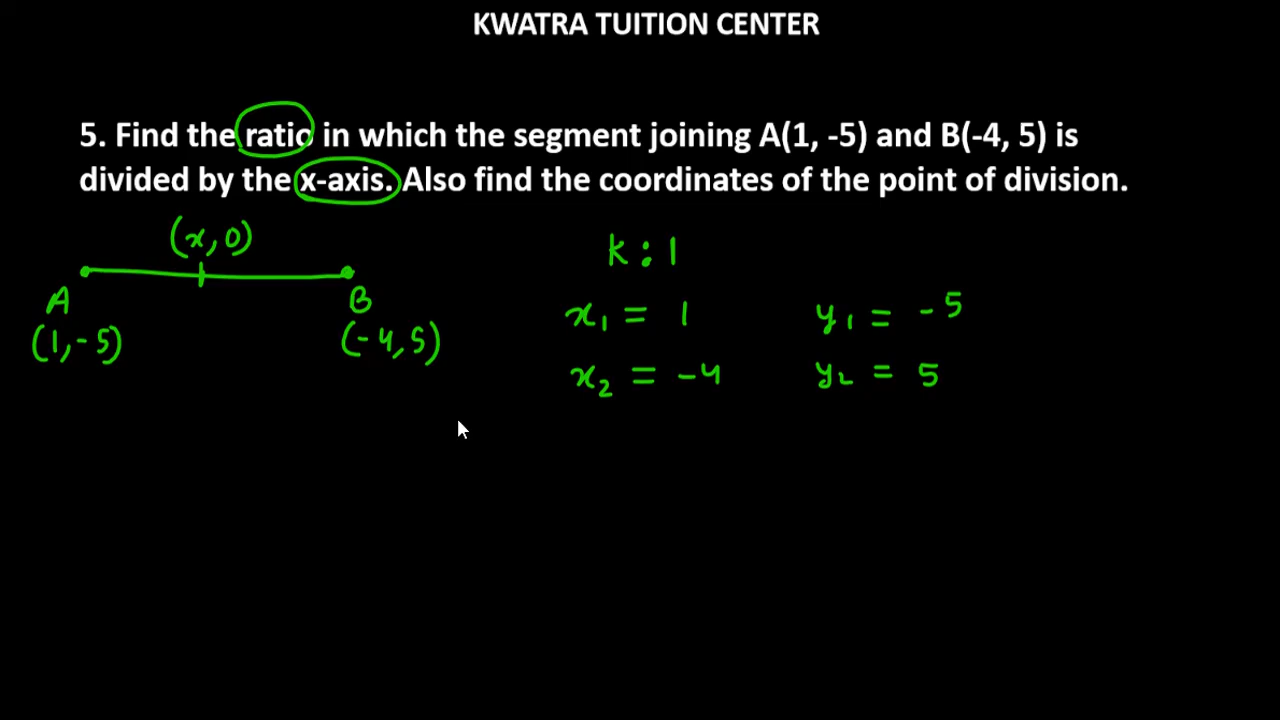 KWATRA TUITION CENTER
5. Find the ratio in which the segment joining A(1, -5) and B(-4, 5) is
divided by the x-axis. Also find the coordinates of the point of division.
(x, 0)
A
B
(1, -5)
(-4, 5)
k : 1
x₁ = 1
y₁ = -5
x₂ = -4
y₂ = 5